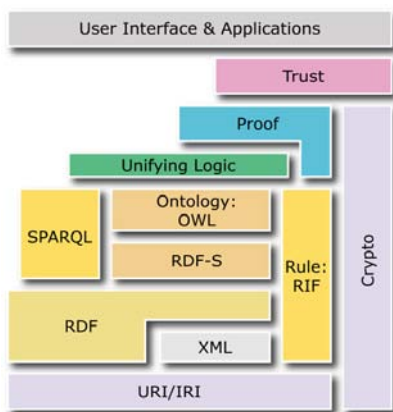 User Interface & Applications
Trust
Proof
Unifying Logic
Ontology:
OWL
SPARQL
RDF-S
Rule:
RIF
Crypto
RDF
XML
URI/IRI